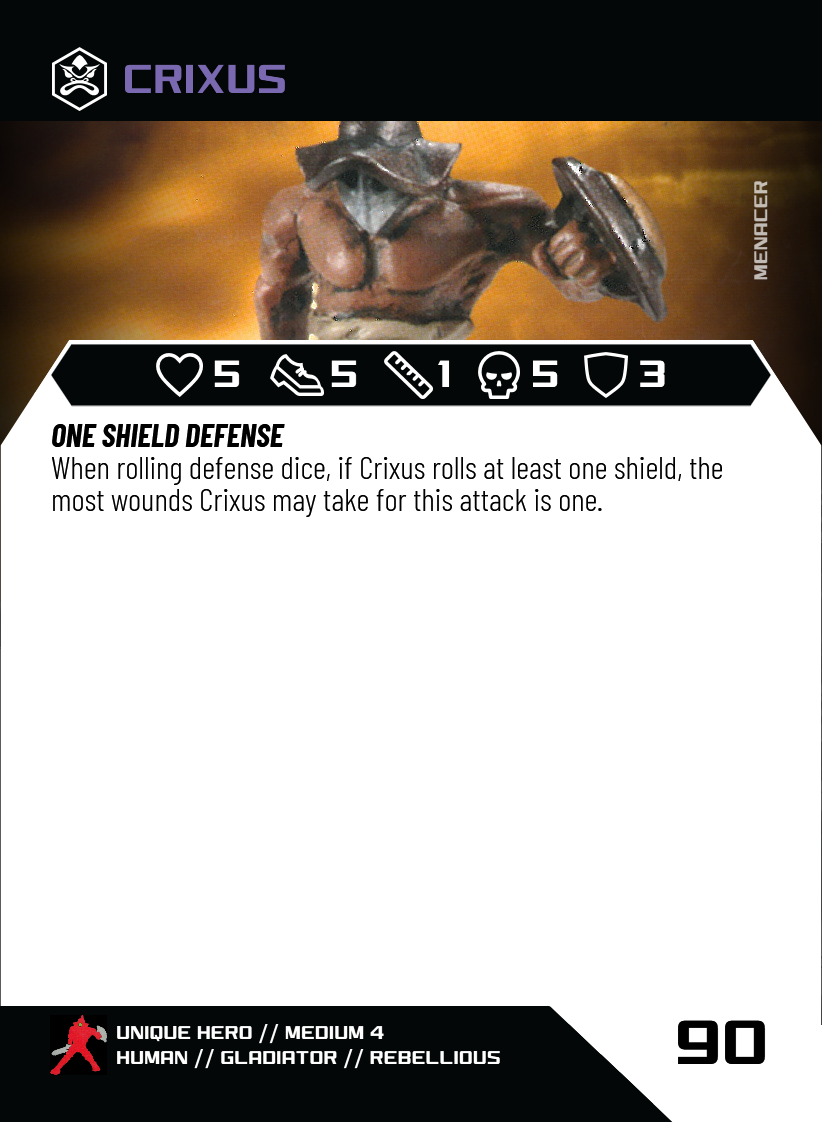 CRIXUS
MENACER
5 5 1 5 3
ONE SHIELD DEFENSE
When rolling defense dice, if Crixus rolls at least one shield, the
most wounds Crixus may take for this attack is one.
UNIQUE HERO // MEDIUM 4
HUMAN // GLADIATOR // REBELLIOUS
90